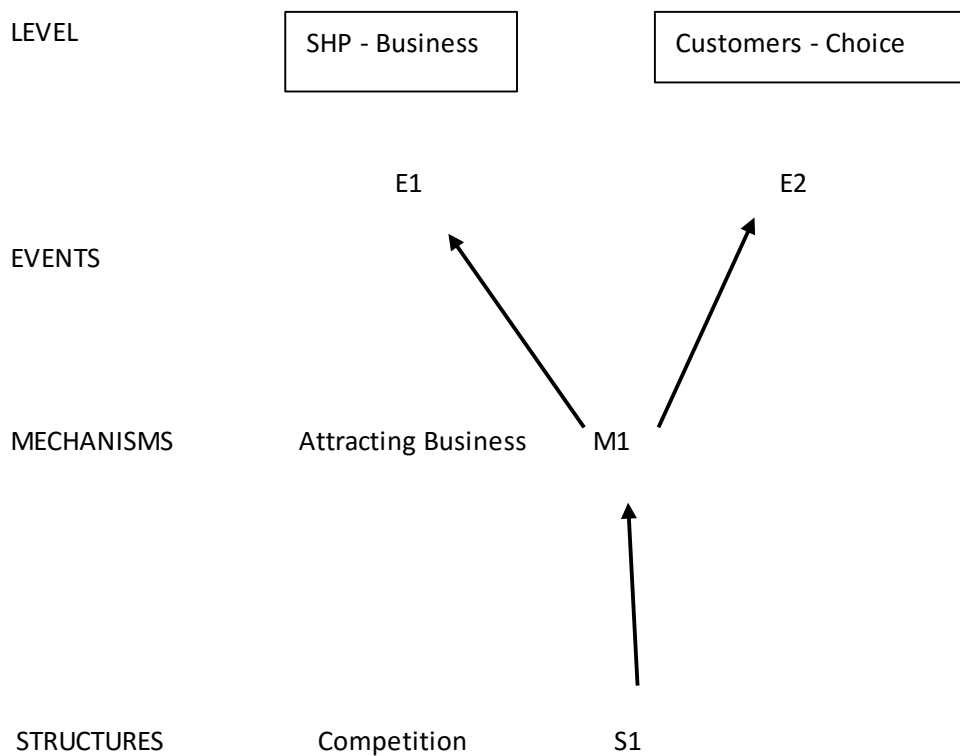 LEVEL
SHP - Business
Customers - Choice
E1
E2
EVENTS
MECHANISMS
Attracting Business
M1
STRUCTURES
Competition
S1